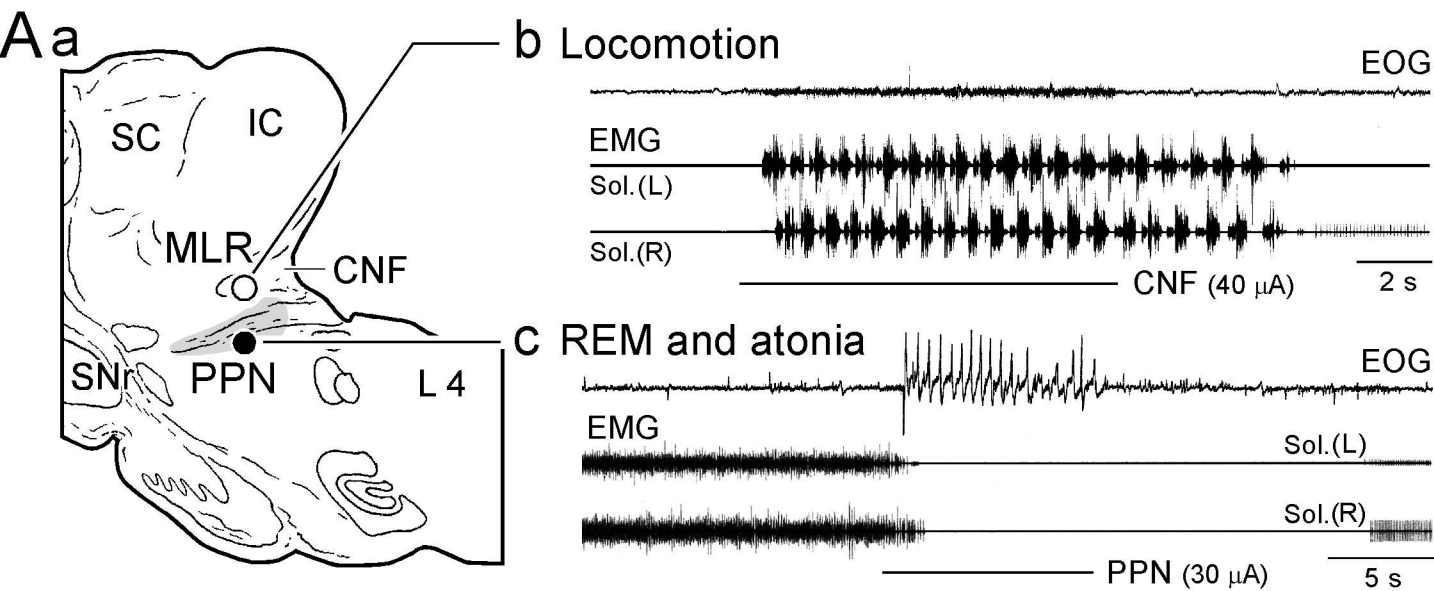 A a
SC
IC
MLR
CNF
SNr
PPN
L 4
b Locomotion
EOG
EMG
Sol.(L)
Sol.(R)
CNF (40 μA)
2 s
c REM and atonia
EOG
EMG
Sol.(L)
Sol.(R)
PPN (30 μA)
5 s